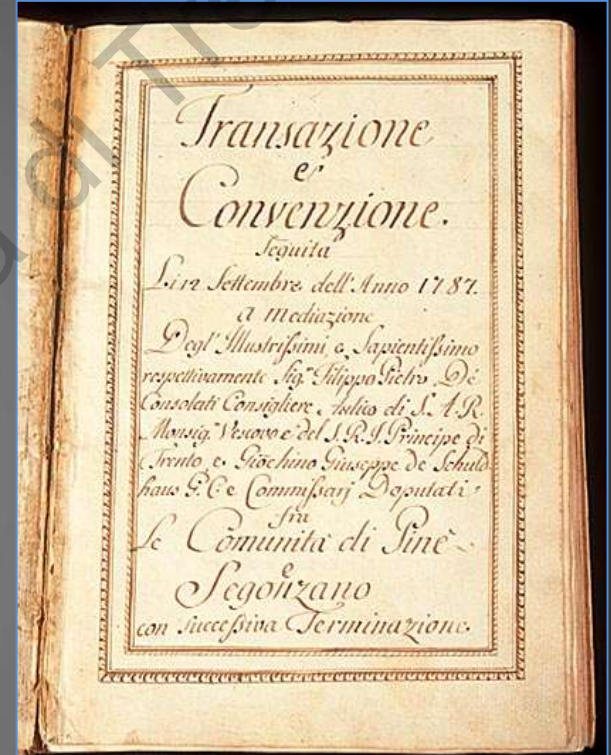 Transazione
e
Convenzione.
Seguita
Li 12 Settembre dell'Anno 1787.
a mediazione
Degl' Illustrissimi, e Sapientissimo
respettivamente Sig.ri Filippo Pietro De
Consolati Consigliere Aulico di S. A. R.
Monsig.r Vescovo e del S. R. I. Principe di
Trento, e Giochino Giuseppe de Schuld
haus G. C. e Commissarj Deputati
fra
Le Comunità di Pinè
e
Segonzano
con successiva Terminazione.
di